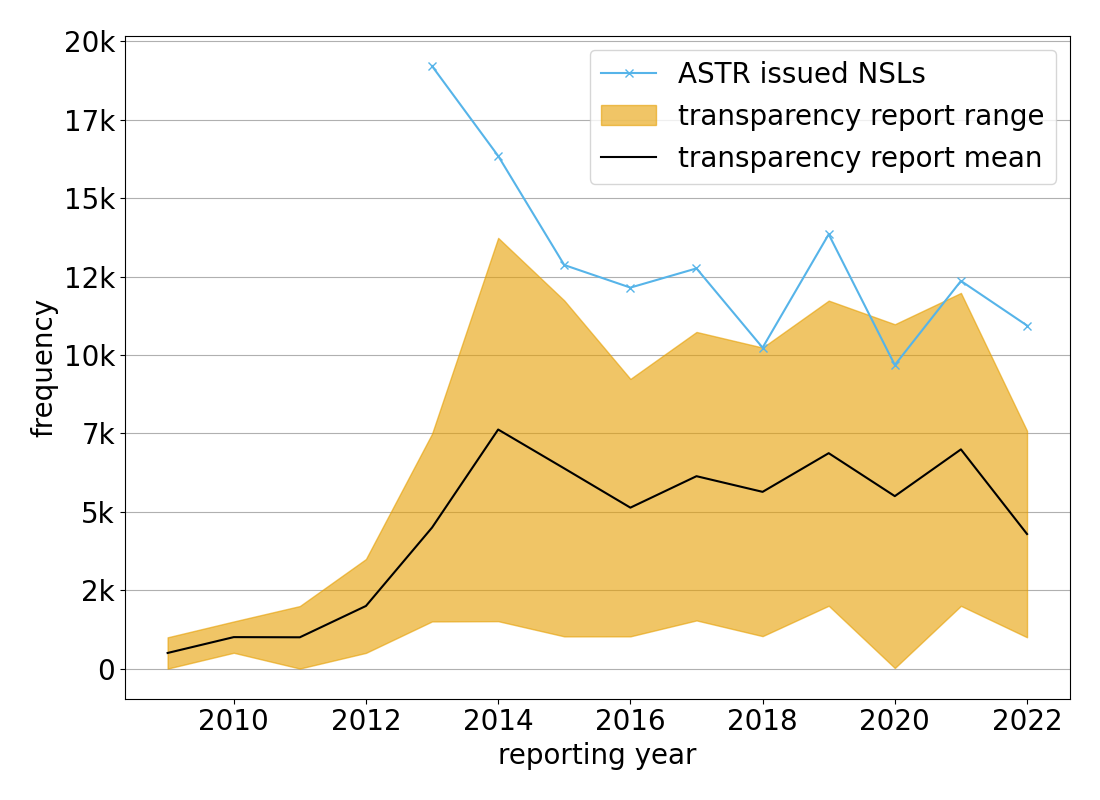 20k
17k
15k
12k
10k
7k
5k
2k
0
frequency
ASTR issued NSLs
transparency report range
transparency report mean
2010 2012 2014 2016 2018 2020 2022
reporting year